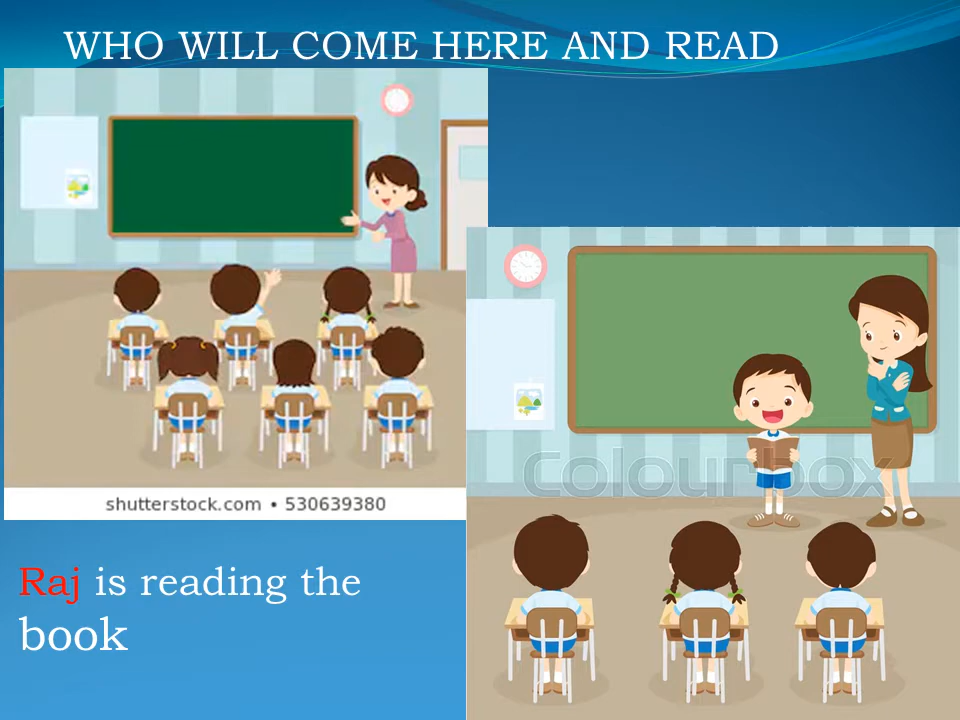 WHO WILL COME HERE AND READ
shutterstock.com • 530639380
Colourbox
Raj is reading the
book